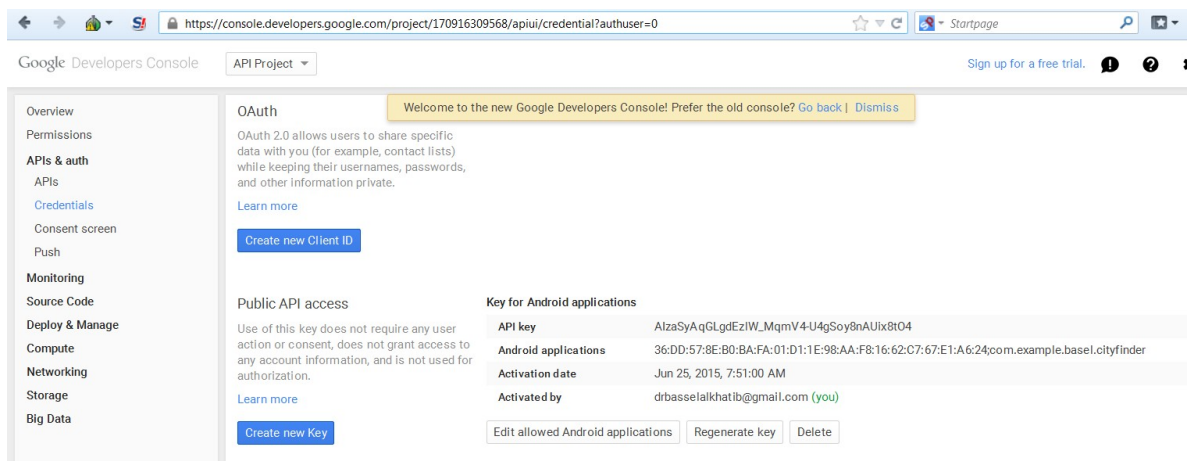 https://console.developers.google.com/project/170916309568/apiui/credential?authuser=0
Startpage
Google Developers Console
API Project
Sign up for a free trial.
Welcome to the new Google Developers Console! Prefer the old console? Go back | Dismiss
Overview
Permissions
APIs & auth
APIs
Credentials
Consent screen
Push
Monitoring
Source Code
Deploy & Manage
Compute
Networking
Storage
Big Data
OAuth
OAuth 2.0 allows users to share specific
data with you (for example, contact lists)
while keeping their usernames, passwords,
and other information private.
Learn more
Create new Client ID
Public API access
Use of this key does not require any user
action or consent, does not grant access to
any account information, and is not used for
authorization.
Learn more
Create new Key
Key for Android applications
API key AIzaSyAqGLgdEzIW_MqmV4-U4gSoy8nAUix8tO4
Android applications 36:DD:57:8E:B0:BA:FA:01:D1:1E:98:AA:F8:16:62:C7:67:E1:A6:24;com.example.basel.cityfinder
Activation date Jun 25, 2015, 7:51:00 AM
Activated by drbasselalkhatib@gmail.com (you)
Edit allowed Android applications Regenerate key Delete